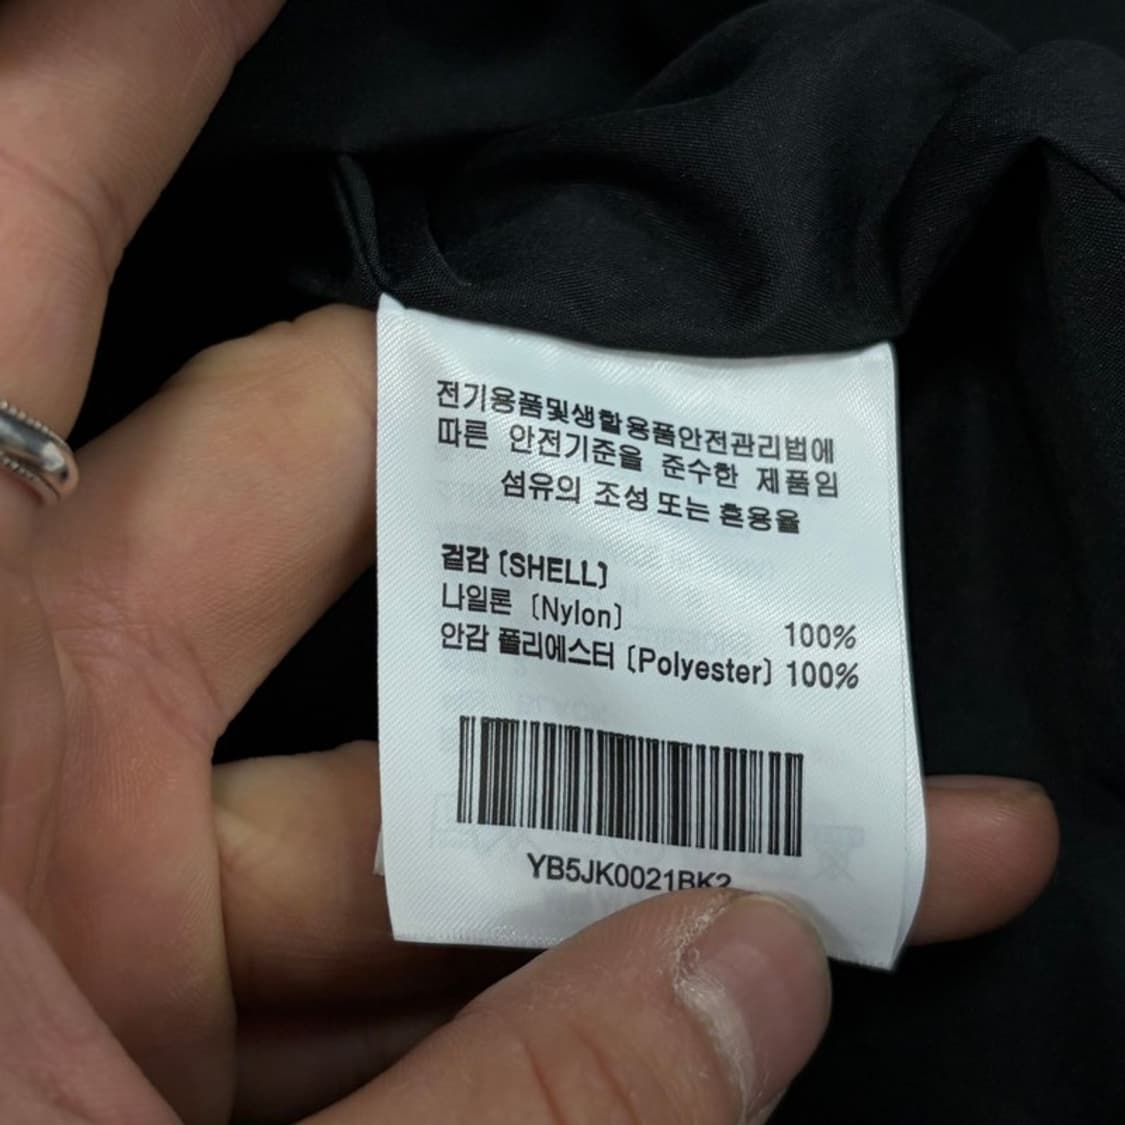 전기용품및생활용품안전관리법에
따른 안전기준을 준수한 제품임
섬유의 조성 또는 혼용율
겉감 (SHELL)
나일론 (Nylon) 100%
안감 폴리에스터 (Polyester) 100%
YB5JK0021BK2